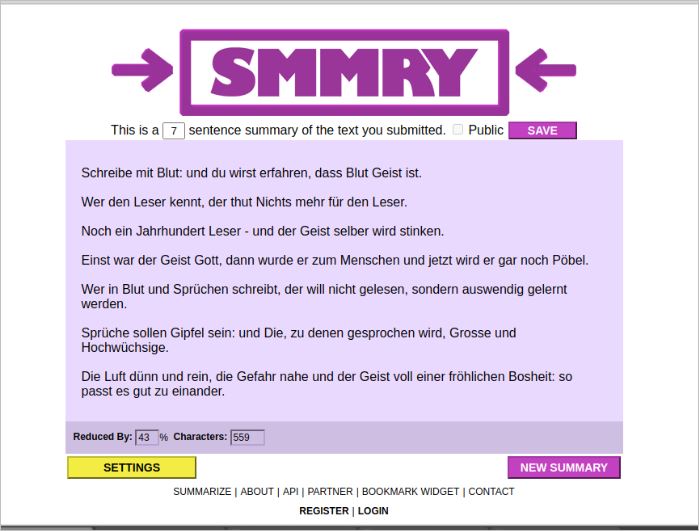 SMMRY
This is a 7 sentence summary of the text you submitted. Public SAVE
Schreibe mit Blut: und du wirst erfahren, dass Blut Geist ist.
Wer den Leser kennt, der thut Nichts mehr für den Leser.
Noch ein Jahrhundert Leser - und der Geist selber wird stinken.
Einst war der Geist Gott, dann wurde er zum Menschen und jetzt wird er gar noch Pöbel.
Wer in Blut und Sprüchen schreibt, der will nicht gelesen, sondern auswendig gelernt
werden.
Sprüche sollen Gipfel sein: und Die, zu denen gesprochen wird, Grosse und
Hochwüchsige.
Die Luft dünn und rein, die Gefahr nahe und der Geist voll einer fröhlichen Bosheit: so
passt es gut zu einander.
Reduced By: 43 % Characters: 559
SETTINGS NEW SUMMARY
SUMMARIZE | ABOUT | API | PARTNER | BOOKMARK WIDGET | CONTACT
REGISTER | LOGIN